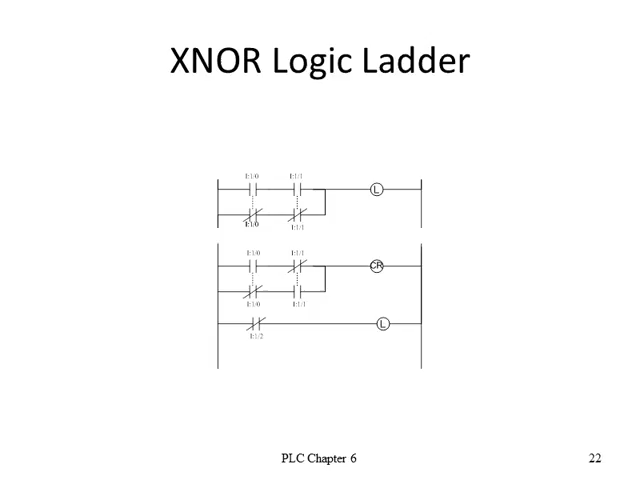 XNOR Logic Ladder
I:1/0 I:1/1
L
I:1/0 I:1/1
I:1/0 I:1/1
CR
I:1/0 I:1/1
L
I:1/2
PLC Chapter 6 22